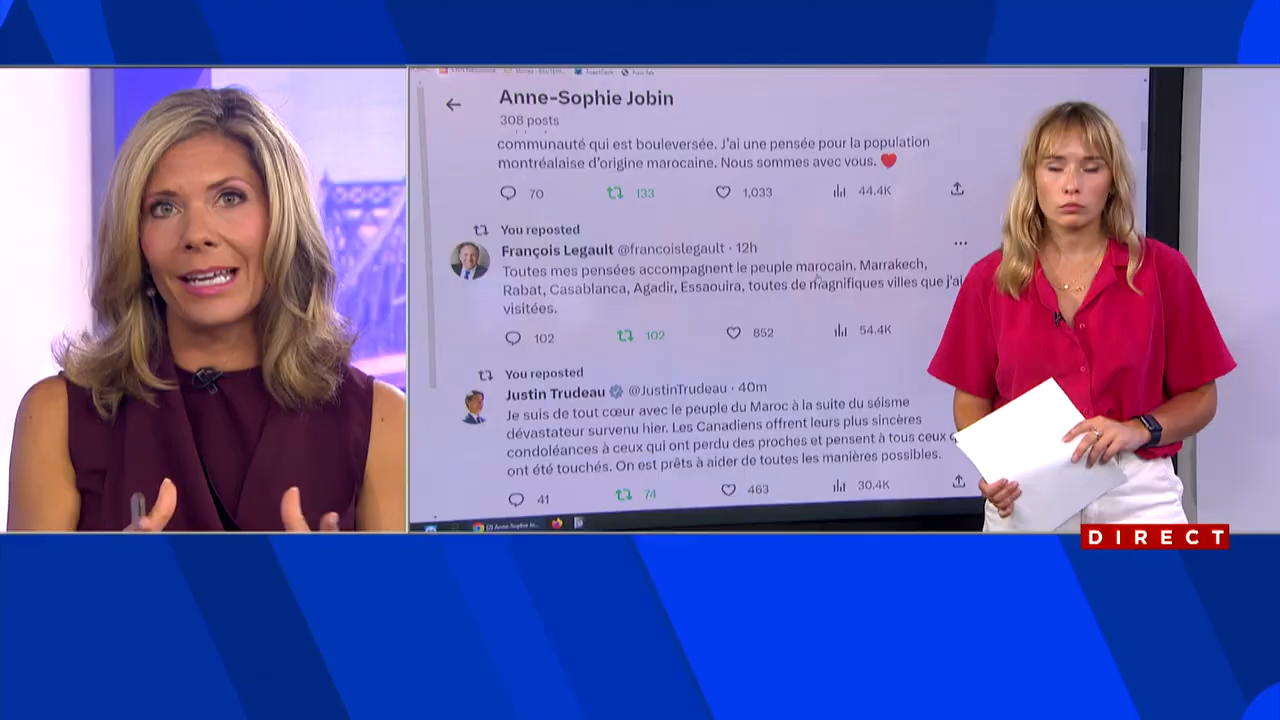 Anne-Sophie Jobin
308 posts
communauté qui est bouleversée. J'ai une pensée pour la population
montréalaise d'origine marocaine. Nous sommes avec vous. ❤️
70 133 1,033 44.4K
You reposted
François Legault @francoislegault · 12h
Toutes mes pensées accompagnent le peuple marocain. Marrakech,
Rabat, Casablanca, Agadir, Essaouira, toutes de magnifiques villes que j'ai
visitées.
102 102 852 54.4K
You reposted
Justin Trudeau @JustinTrudeau · 40m
Je suis de tout cœur avec le peuple du Maroc à la suite du séisme
dévastateur survenu hier. Les Canadiens offrent leurs plus sincères
condoléances à ceux qui ont perdu des proches et pensent à tous ceux
ont été touchés. On est prêts à aider de toutes les manières possibles.
41 74 463 30.4K
DIRECT